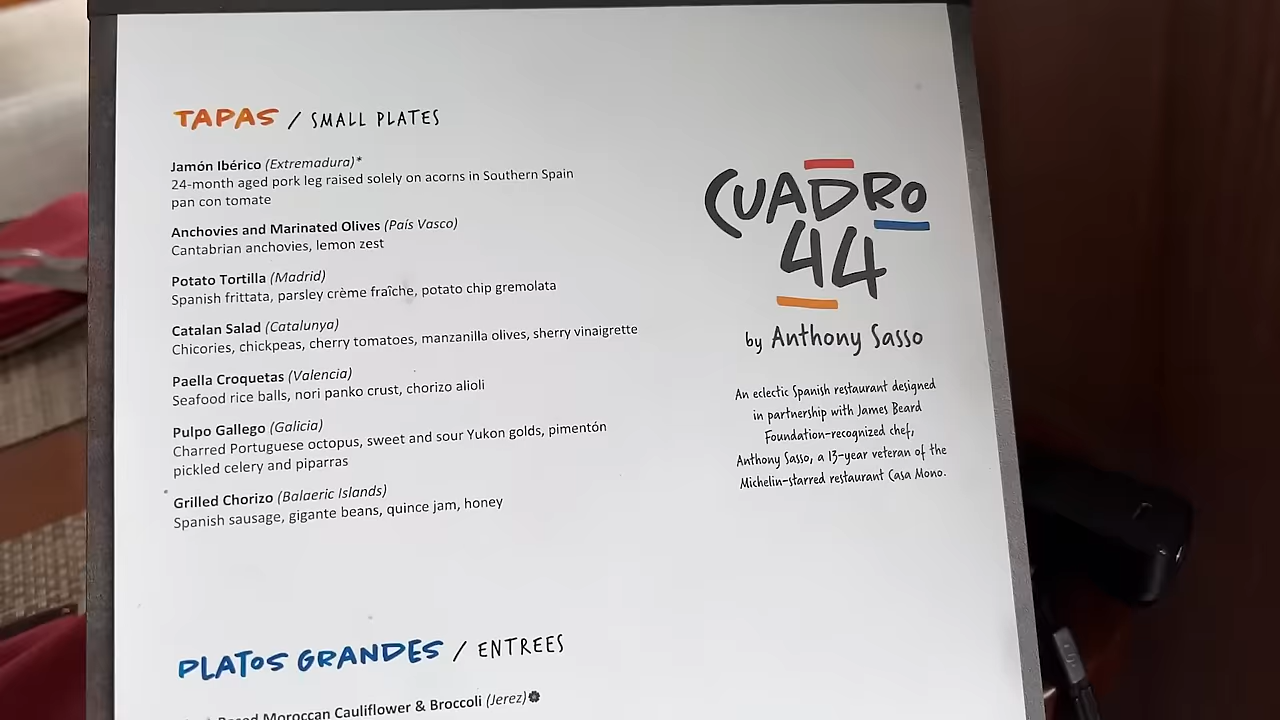 TAPAS / SMALL PLATES
Jamón Ibérico (Extremadura)*
24-month aged pork leg raised solely on acorns in Southern Spain
pan con tomate
Anchovies and Marinated Olives (País Vasco)
Cantabrian anchovies, lemon zest
Potato Tortilla (Madrid)
Spanish frittata, parsley crème fraîche, potato chip gremolata
Catalan Salad (Catalunya)
Chicories, chickpeas, cherry tomatoes, manzanilla olives, sherry vinaigrette
Paella Croquetas (Valencia)
Seafood rice balls, nori panko crust, chorizo alioli
Pulpo Gallego (Galicia)
Charred Portuguese octopus, sweet and sour Yukon golds, pimentón
pickled celery and piparras
Grilled Chorizo (Balaeric Islands)
Spanish sausage, gigante beans, quince jam, honey
CUADRO
44
by Anthony Sasso
An eclectic Spanish restaurant designed
in partnership with James Beard
Foundation-recognized chef,
Anthony Sasso, a 13-year veteran of the
Michelin-starred restaurant Casa Mono.
PLATOS GRANDES / ENTREES
Based Moroccan Cauliflower & Broccoli (Jerez)